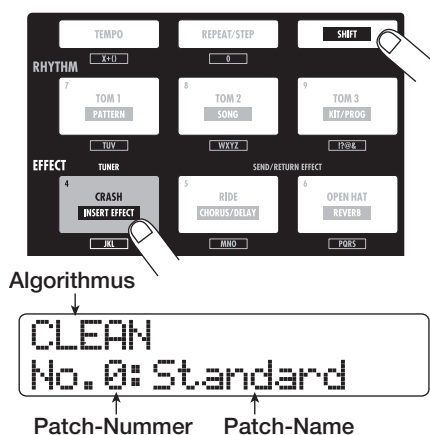 TEMPO REPEAT/STEP SHIFT
X+() 0
RHYTHM
7 8 9
TOM 1 TOM 2 TOM 3
PATTERN SONG KIT/PROG
TUV WXYZ !?@&
EFFECT TUNER SEND/RETURN EFFECT
4 5 6
CRASH RIDE OPEN HAT
INSERT EFFECT CHORUS/DELAY REVERB
JKL MNO PQRS
Algorithmus
CLEAN
No.0:Standard
Patch-Nummer Patch-Name